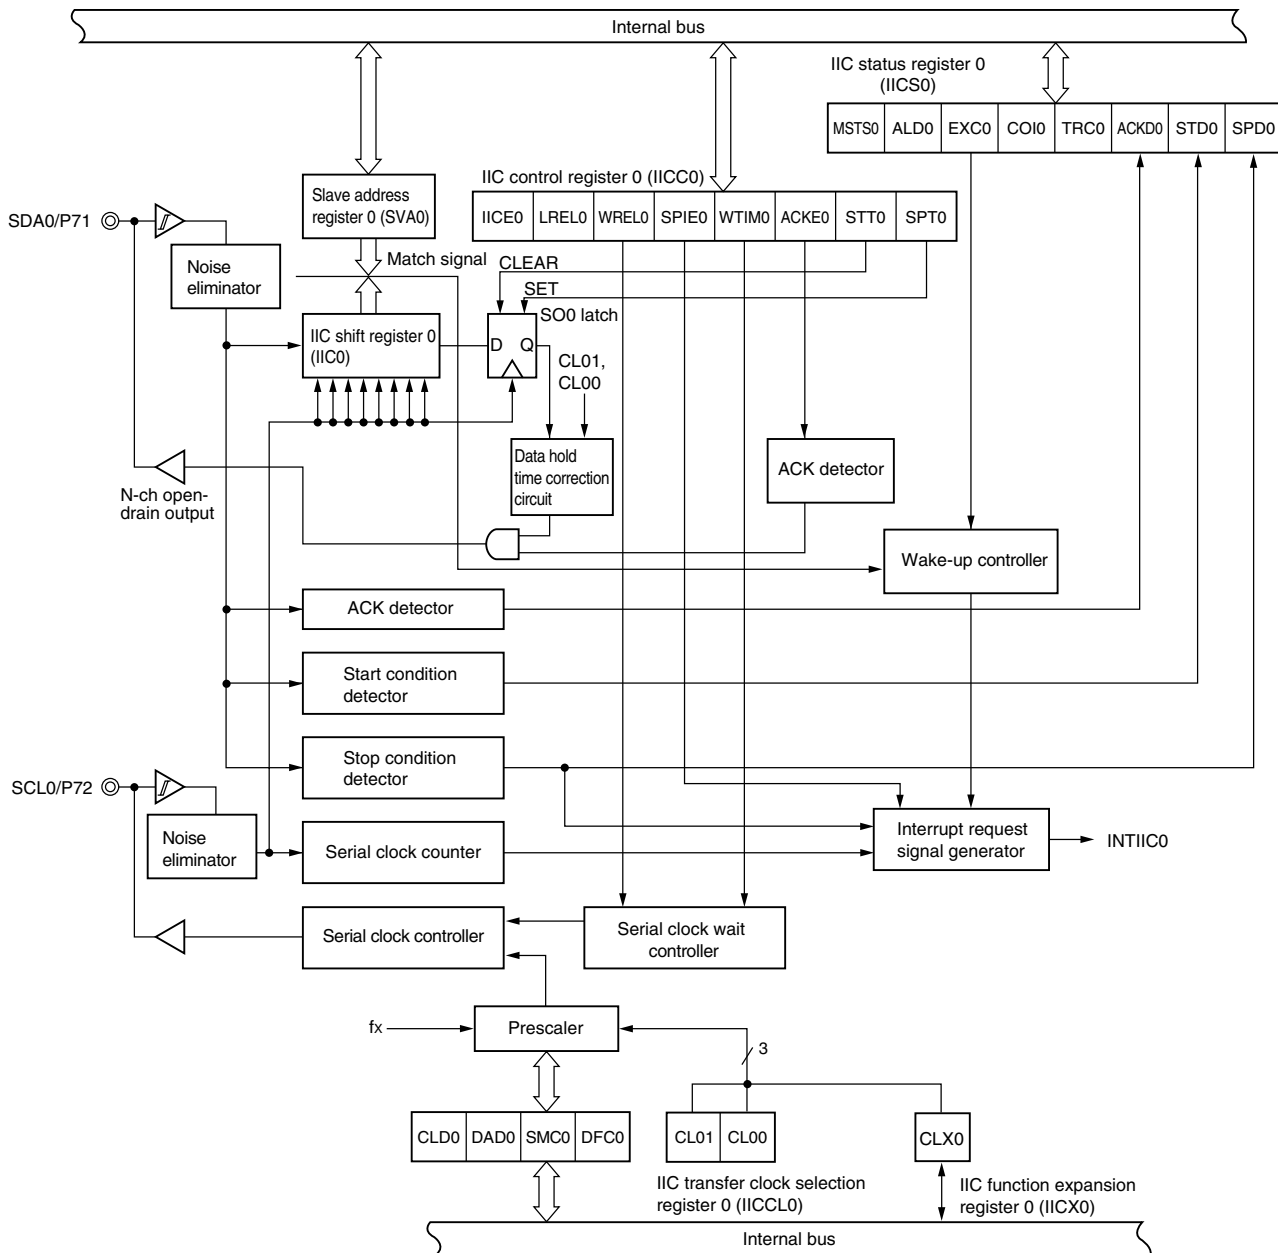 Internal bus
IIC status register 0
(IICS0)
MSTS0 ALD0 EXC0 COI0 TRC0 ACKD0 STD0 SPD0
IIC control register 0 (IICC0)
Slave address
register 0 (SVA0)
IICE0 LREL0 WREL0 SPIE0 WTIM0 ACKE0 STT0 SPT0
SDA0/P71
Noise
eliminator
Match signal
CLEAR
SET
SO0 latch
IIC shift register 0
(IIC0)
D Q
CL01,
CL00
Data hold
time correction
circuit
ACK detector
N-ch open-
drain output
Wake-up controller
ACK detector
Start condition
detector
Stop condition
detector
SCL0/P72
Noise
eliminator
Serial clock counter
Interrupt request
signal generator
INTIIC0
Serial clock controller
Serial clock wait
controller
fx
Prescaler
3
CLD0 DAD0 SMC0 DFC0
CL01 CL00
CLX0
IIC transfer clock selection
register 0 (IICCL0)
IIC function expansion
register 0 (IICX0)
Internal bus